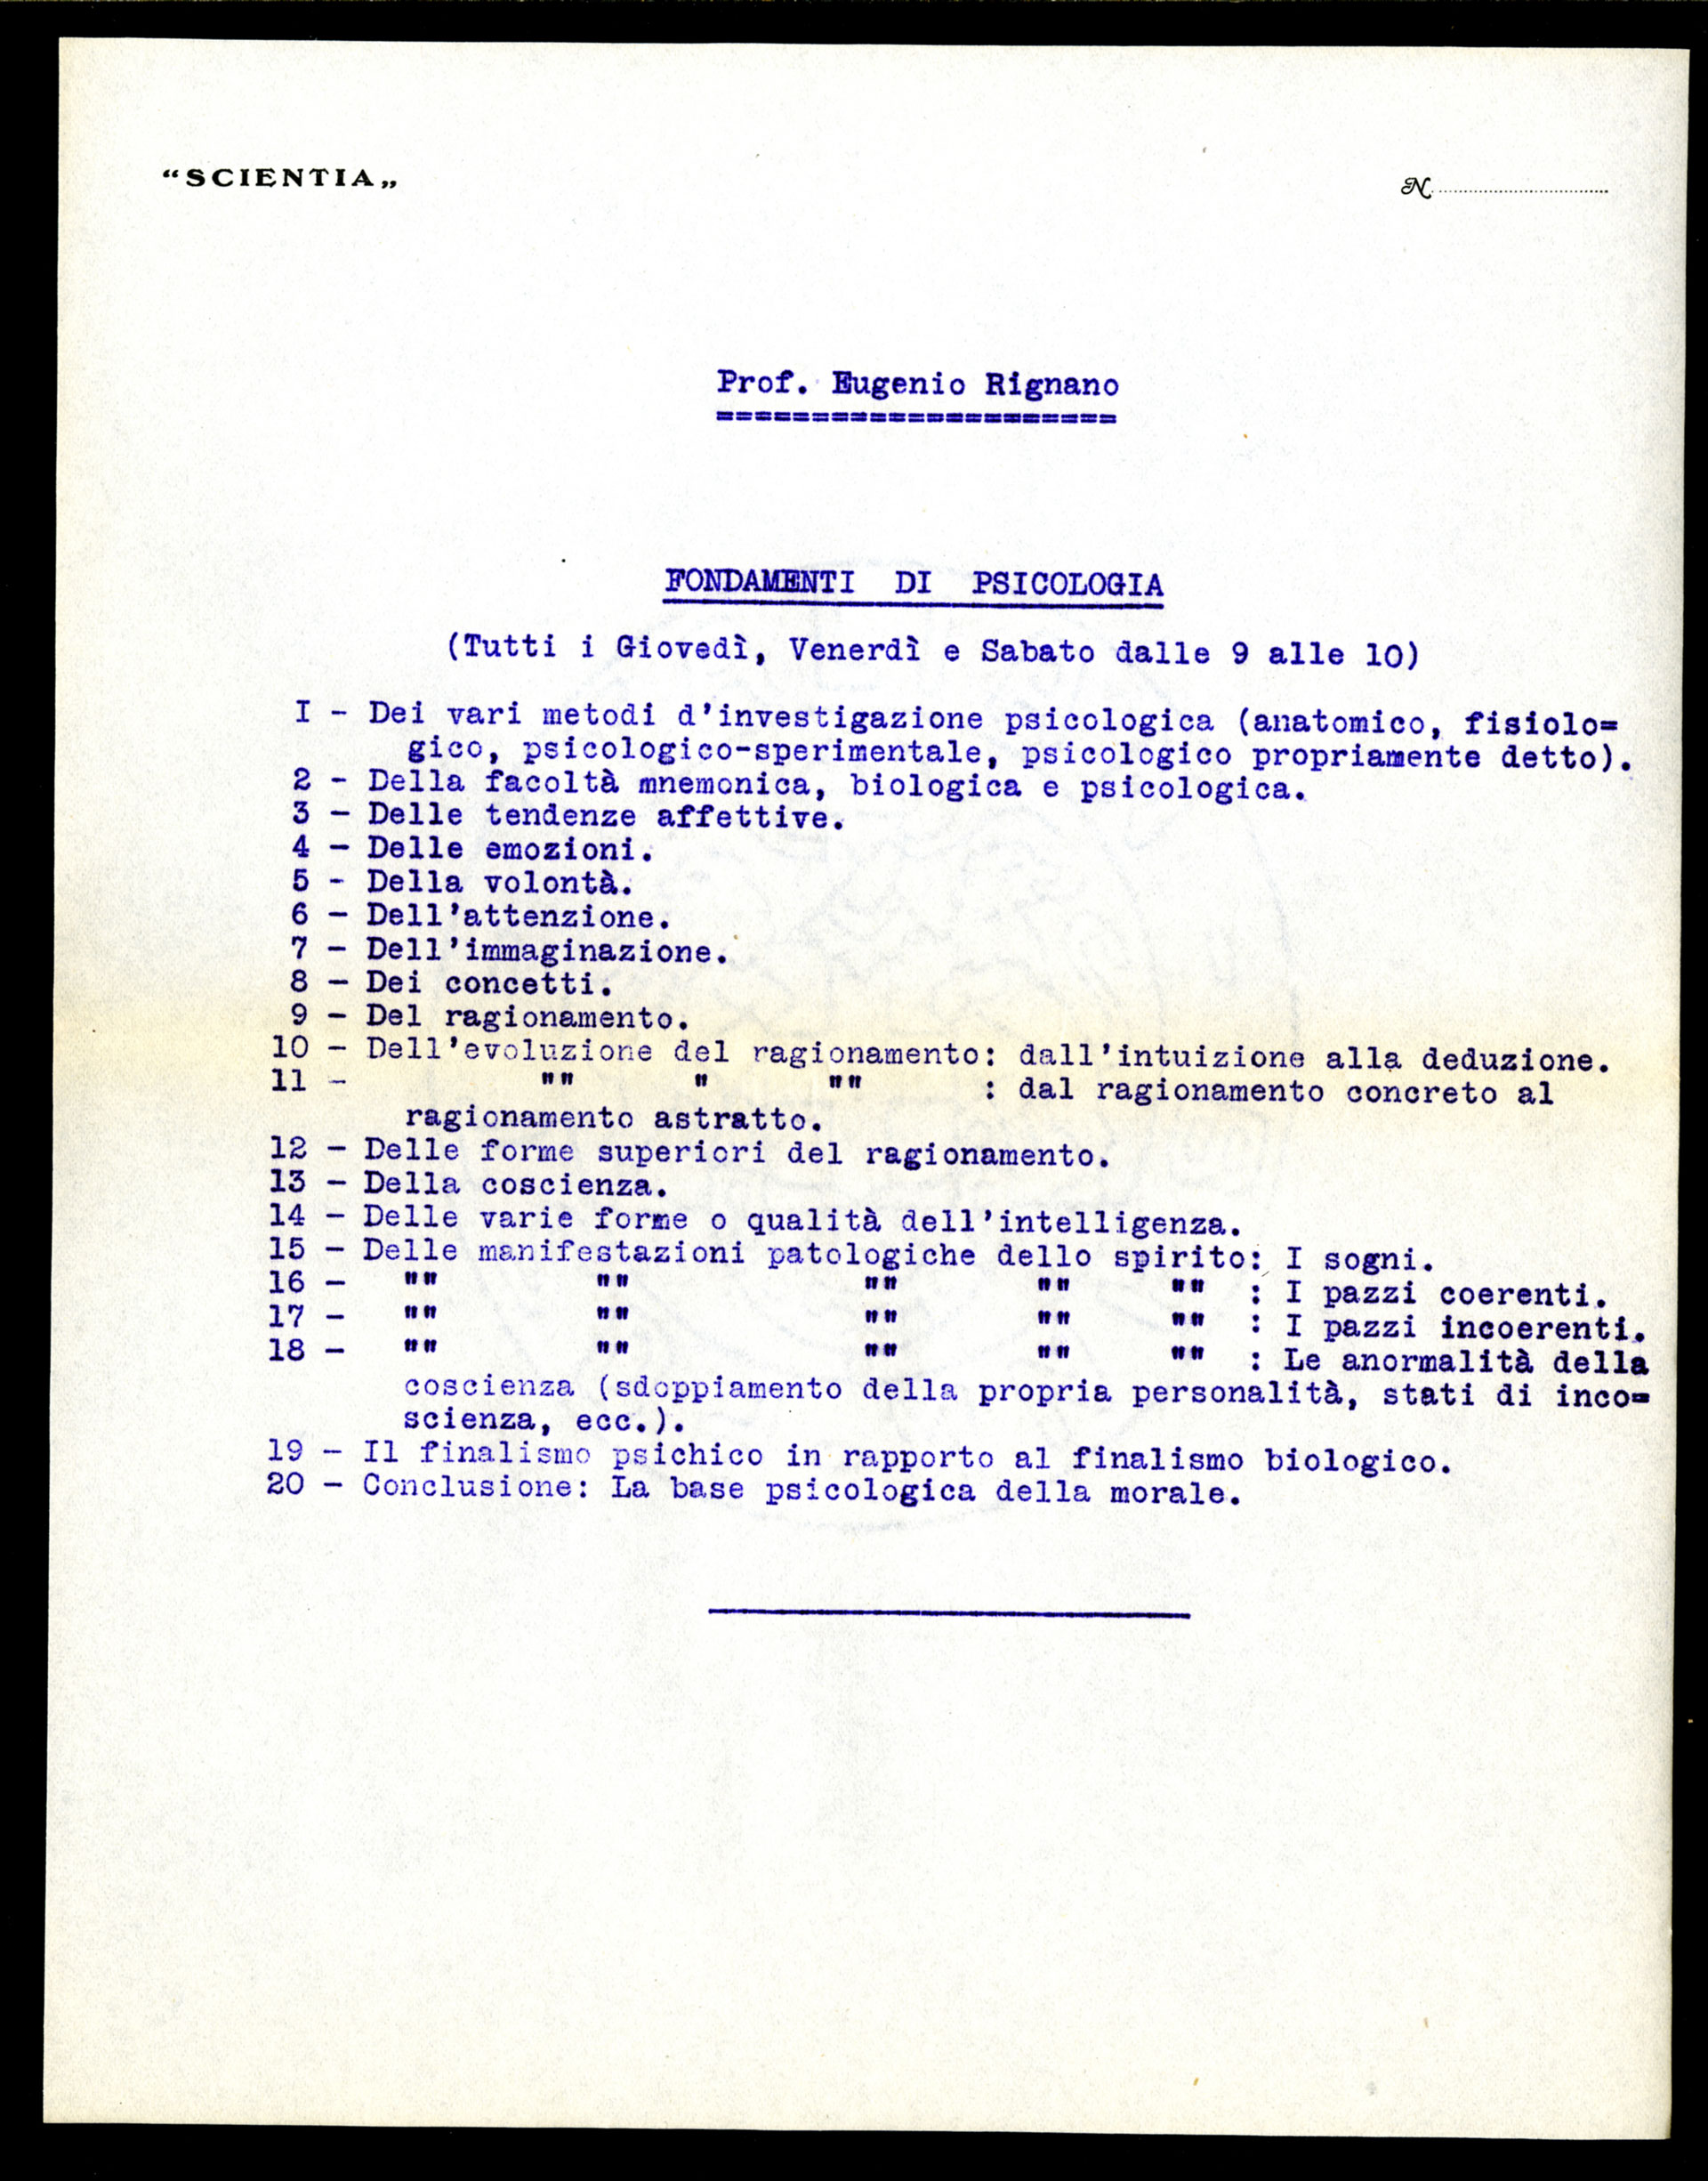 “SCIENTIA„
N.
Prof. Eugenio Rignano
=====================
FONDAMENTI DI PSICOLOGIA
(Tutti i Giovedì, Venerdì e Sabato dalle 9 alle 10)
I - Dei vari metodi d'investigazione psicologica (anatomico, fisiolo=
gico, psicologico-sperimentale, psicologico propriamente detto).
2 - Della facoltà mnemonica, biologica e psicologica.
3 - Delle tendenze affettive.
4 - Delle emozioni.
5 - Della volontà.
6 - Dell'attenzione.
7 - Dell'immaginazione.
8 - Dei concetti.
9 - Del ragionamento.
10 - Dell'evoluzione del ragionamento: dall'intuizione alla deduzione.
11 - "" " "" : dal ragionamento concreto al
ragionamento astratto.
12 - Delle forme superiori del ragionamento.
13 - Della coscienza.
14 - Delle varie forme o qualità dell'intelligenza.
15 - Delle manifestazioni patologiche dello spirito: I sogni.
16 - "" "" "" "" "" : I pazzi coerenti.
17 - "" "" "" "" "" : I pazzi incoerenti.
18 - "" "" "" "" "" : Le anormalità della
coscienza (sdoppiamento della propria personalità, stati di inco=
scienza, ecc.).
19 - Il finalismo psichico in rapporto al finalismo biologico.
20 - Conclusione: La base psicologica della morale.